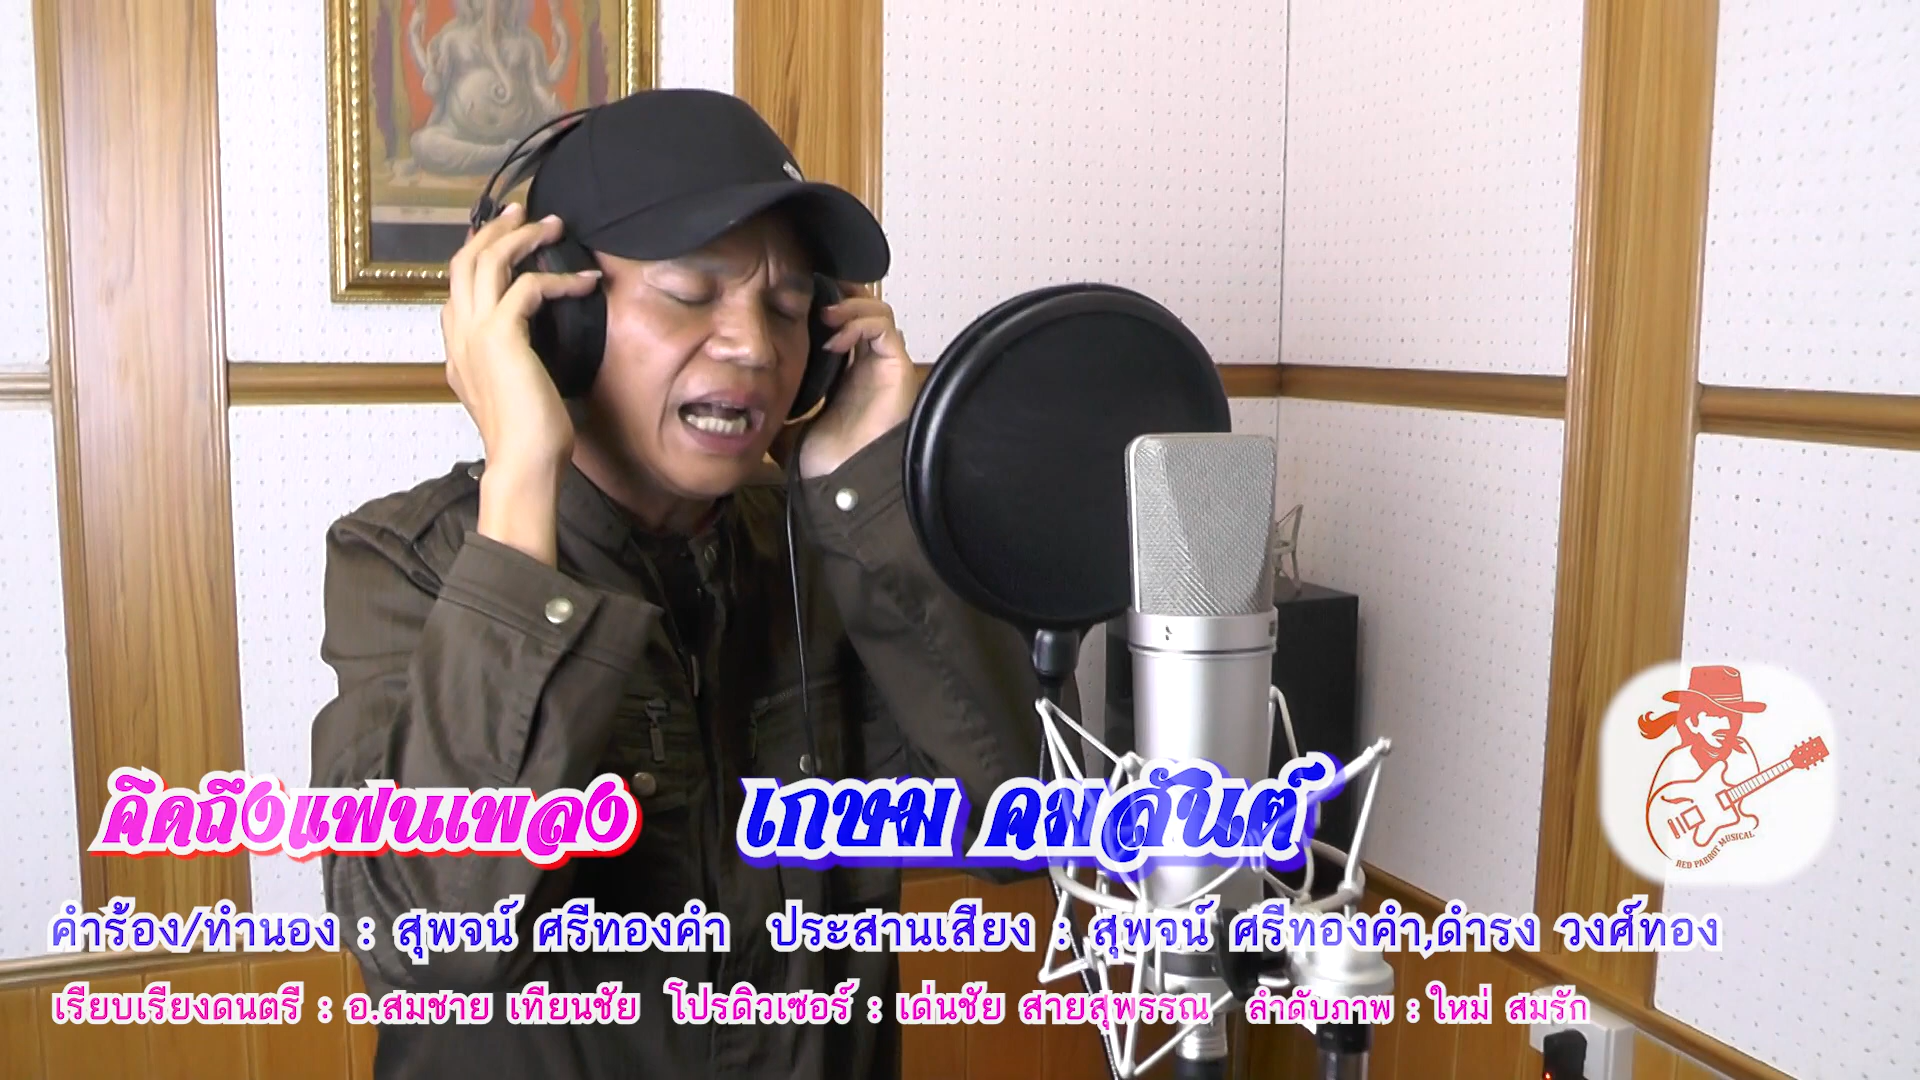 คิดถึงแฟนเพลง เกษม คมสันต์
คำร้อง/ทำนอง : สุพจน์ ศรีทองคำ ประสานเสียง : สุพจน์ ศรีทองคำ,ดำรง วงศ์ทอง
เรียบเรียงดนตรี : อ.สมชาย เทียนชัย โปรดิวเซอร์ : เด่นชัย สายสุพรรณ ลำดับภาพ : ใหม่ สมรัก
RED PARROT MUSICAL